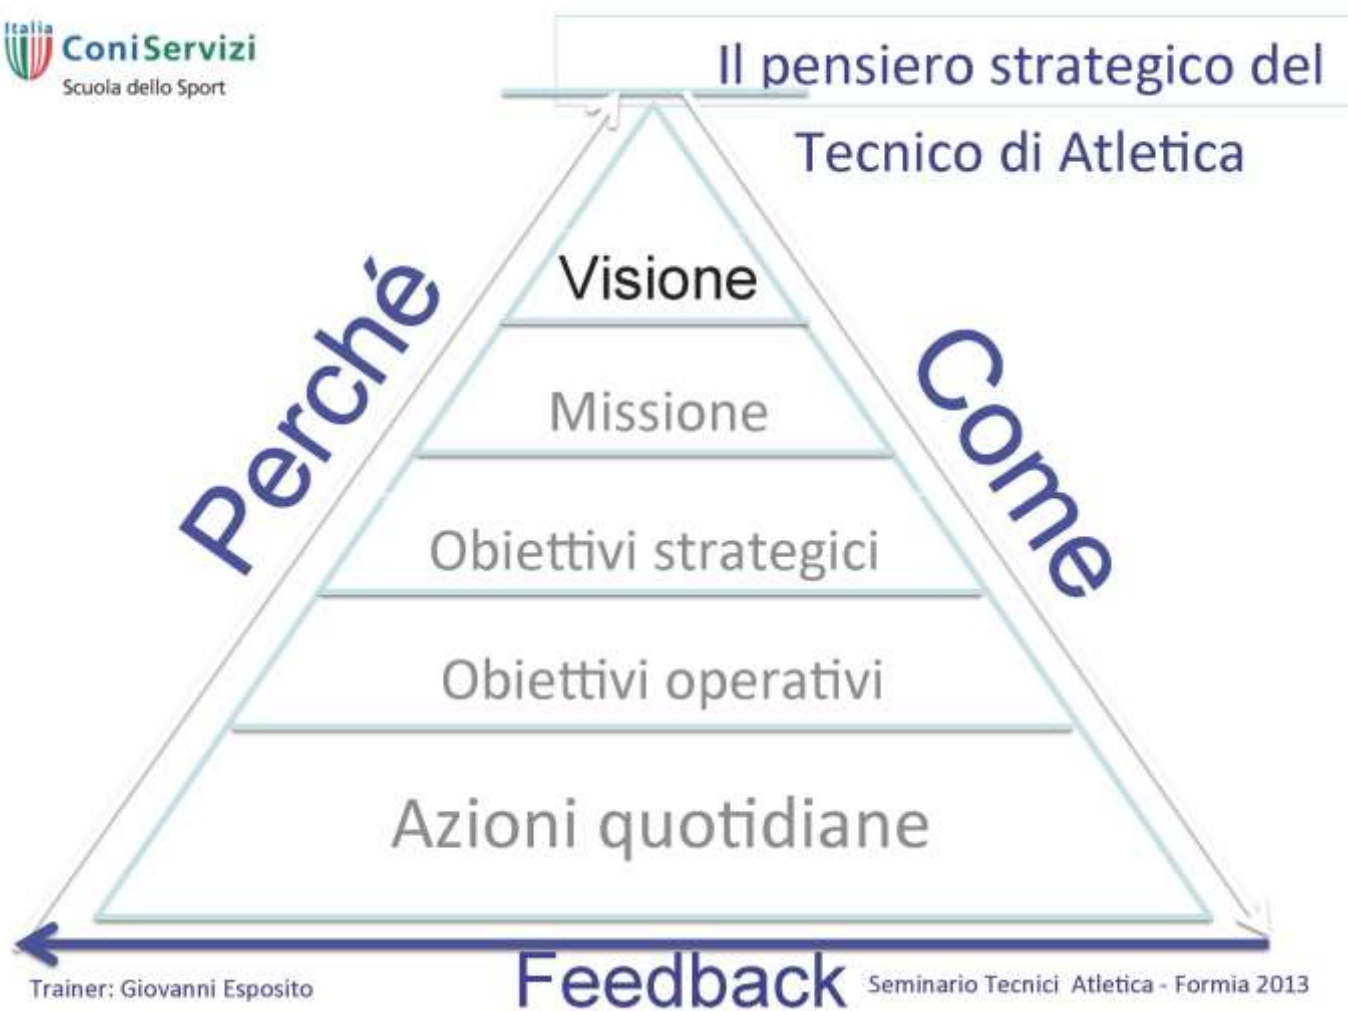 Italia
ConiServizi
Scuola dello Sport
Il pensiero strategico del
Tecnico di Atletica
Perché
Come
Visione
Missione
Obiettivi strategici
Obiettivi operativi
Azioni quotidiane
Feedback
Trainer: Giovanni Esposito
Seminario Tecnici Atletica - Formia 2013